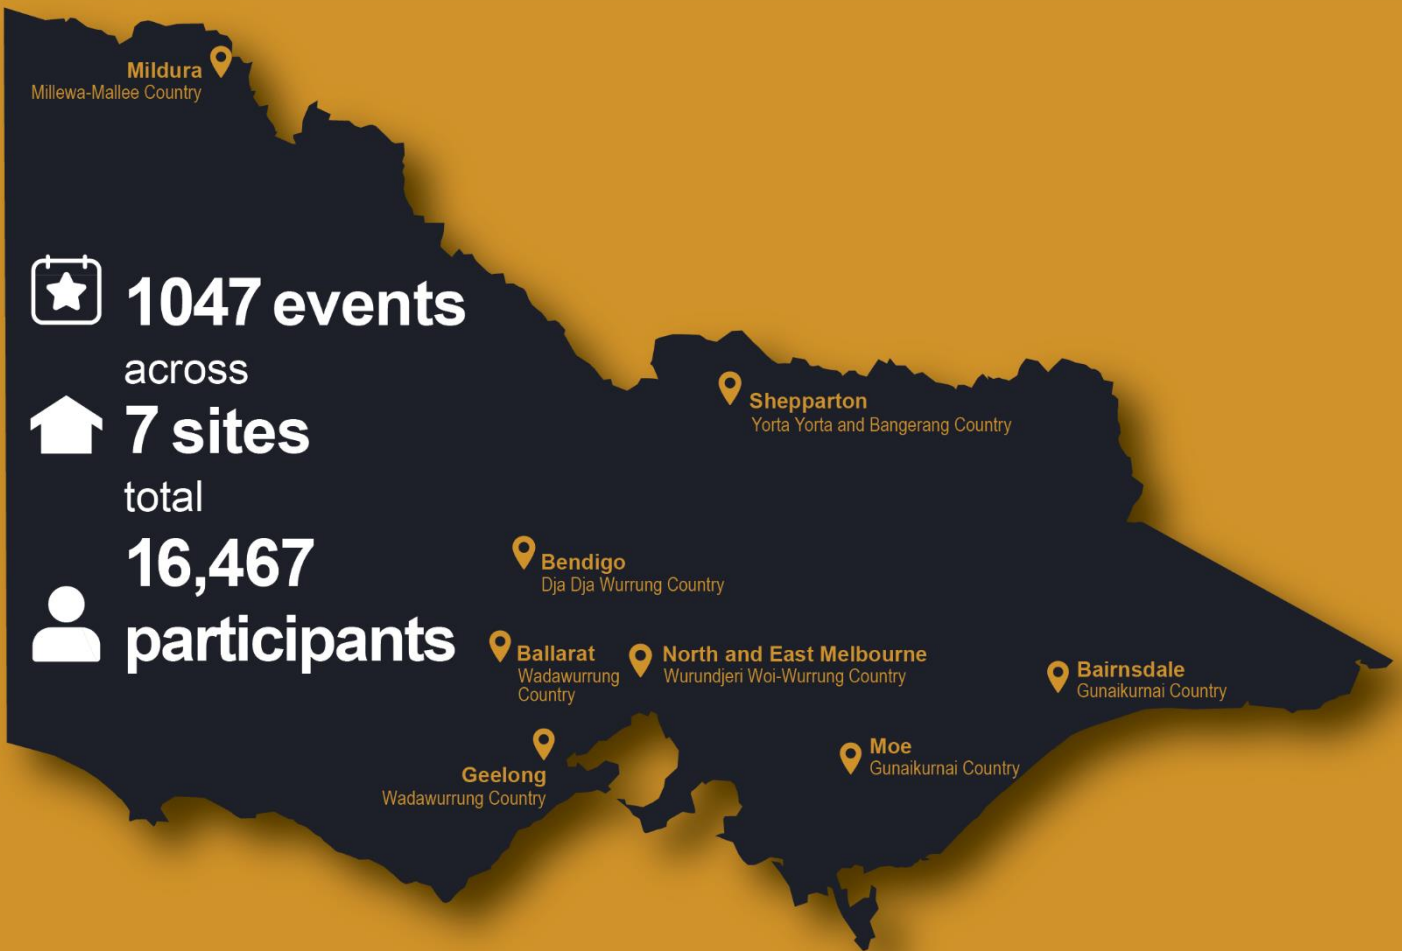 Mildura
Millewa-Mallee Country
1047 events
across
7 sites
total
16,467
participants
Shepparton
Yorta Yorta and Bangerang Country
Bendigo
Dja Dja Wurrung Country
Ballarat
Wadawurrung
Country
North and East Melbourne
Wurundjeri Woi-Wurrung Country
Bairnsdale
Gunaikurnai Country
Geelong
Wadawurrung Country
Moe
Gunaikurnai Country